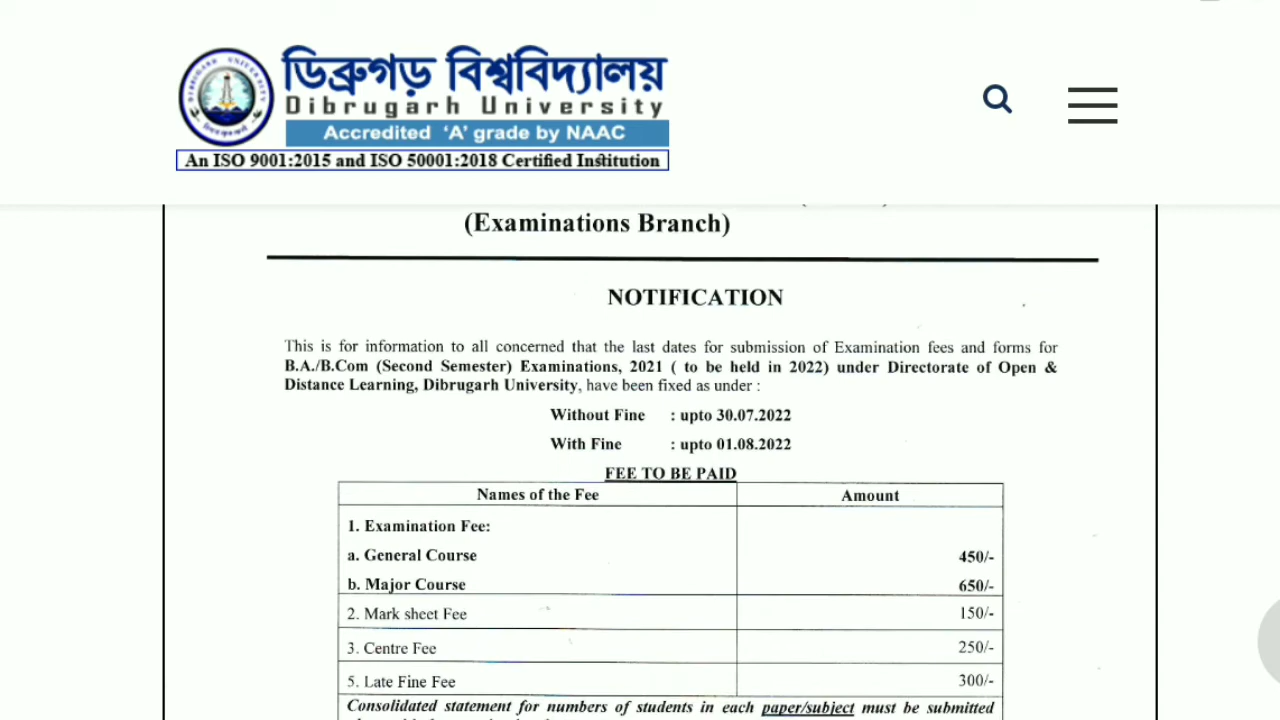 ডিব্রুগড় বিশ্ববিদ্যালয়
Dibrugarh University
Accredited ‘A’ grade by NAAC
An ISO 9001:2015 and ISO 50001:2018 Certified Institution
(Examinations Branch)
NOTIFICATION
This is for information to all concerned that the last dates for submission of Examination fees and forms for
B.A./B.Com (Second Semester) Examinations, 2021 ( to be held in 2022) under Directorate of Open &
Distance Learning, Dibrugarh University, have been fixed as under :
Without Fine : upto 30.07.2022
With Fine : upto 01.08.2022
FEE TO BE PAID
Names of the Fee Amount
1. Examination Fee:
a. General Course 450/-
b. Major Course 650/-
2. Mark sheet Fee 150/-
3. Centre Fee 250/-
5. Late Fine Fee 300/-
Consolidated statement for numbers of students in each paper/subject must be submitted